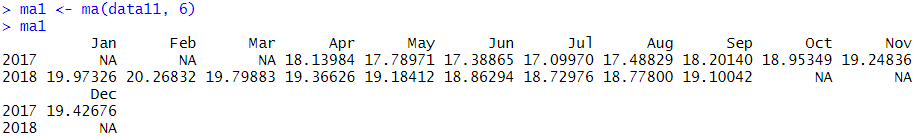 > ma1 <- ma(data11, 6)
> ma1
Jan Feb Mar Apr May Jun Jul Aug Sep Oct Nov
2017 NA NA NA 18.13984 17.78971 17.38865 17.09970 17.48829 18.20140 18.95349 19.24836
2018 19.97326 20.26832 19.79883 19.36626 19.18412 18.86294 18.72976 18.77800 19.10042 NA NA
Dec
2017 19.42676
2018 NA